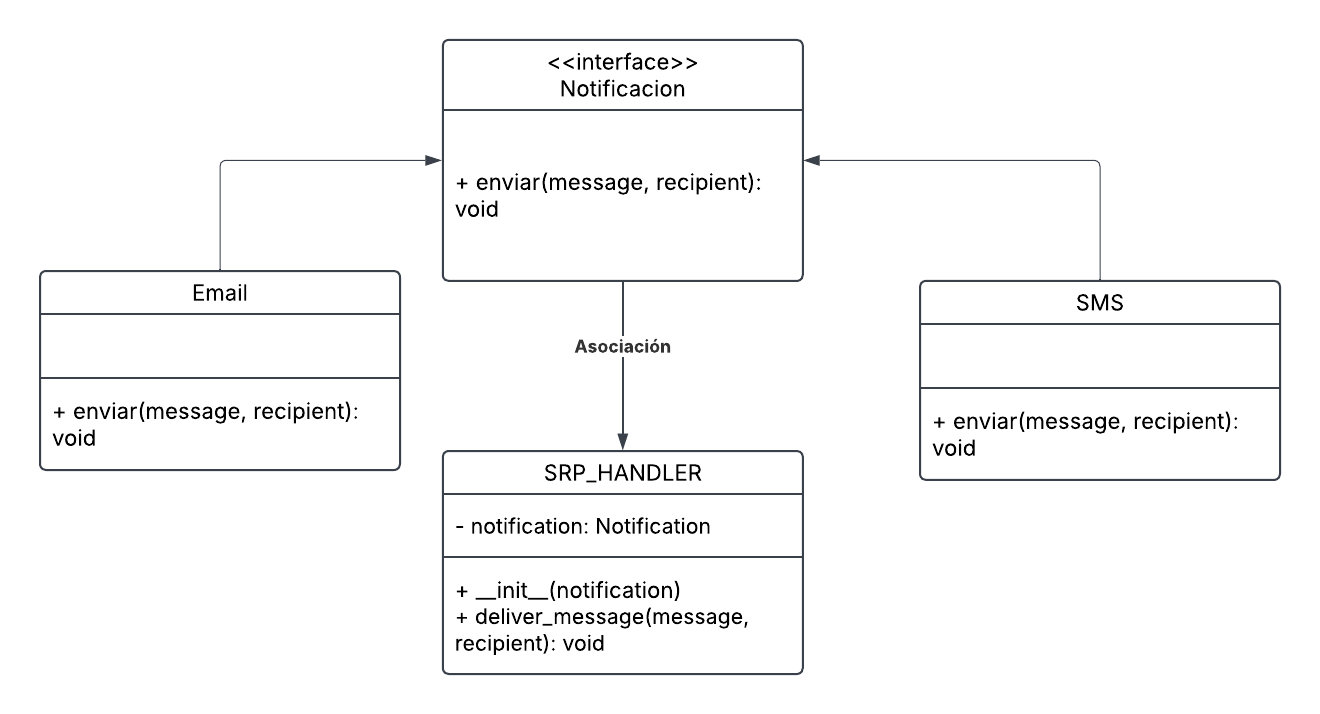 <<interface>>
Notificacion
+ enviar(message, recipient):
void
Email
+ enviar(message, recipient):
void
Asociación
SMS
+ enviar(message, recipient):
void
SRP_HANDLER
- notification: Notification
+ __init__(notification)
+ deliver_message(message,
recipient): void